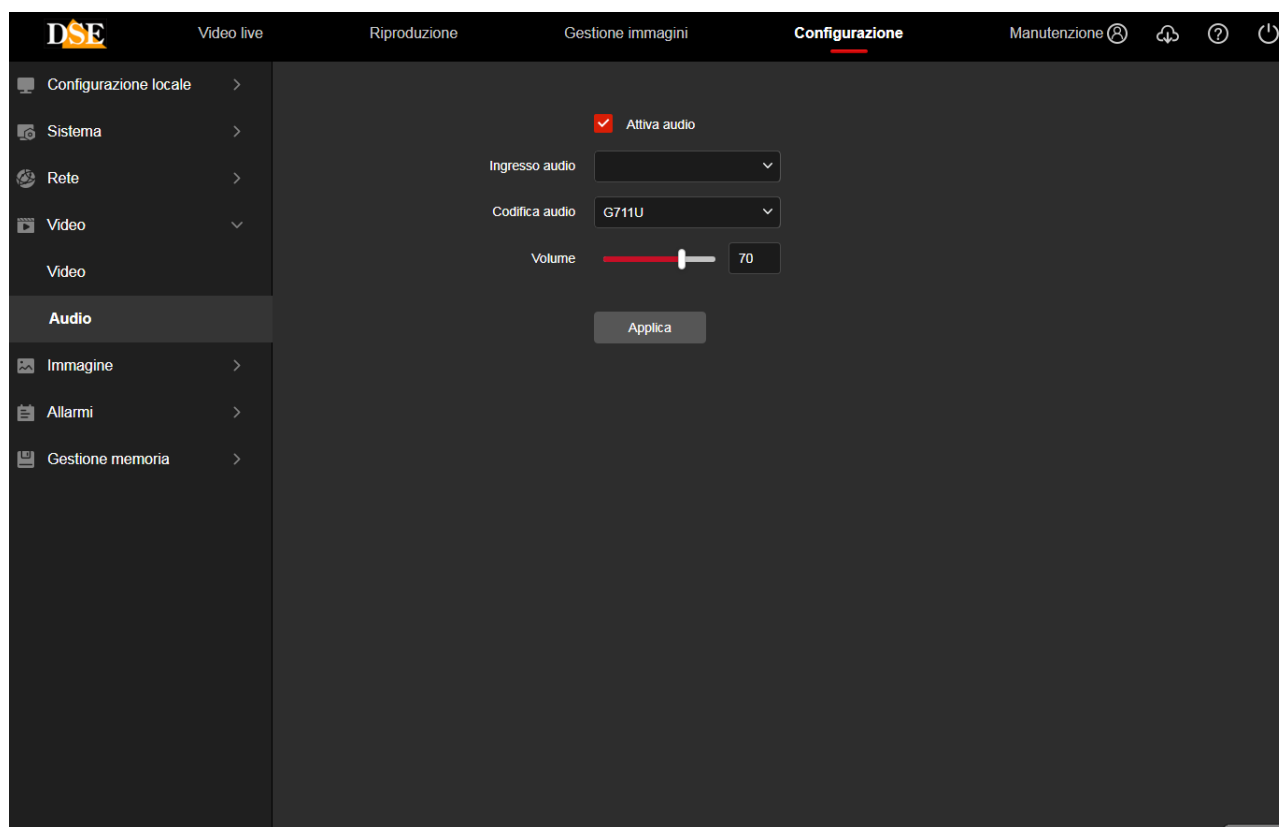 DSE Video live Riproduzione Gestione immagini Configurazione Manutenzione
Configurazione locale
Sistema
Rete
Video
Video
Audio
Immagine
Allarmi
Gestione memoria
Attiva audio
Ingresso audio
Codifica audio G711U
Volume 70
Applica